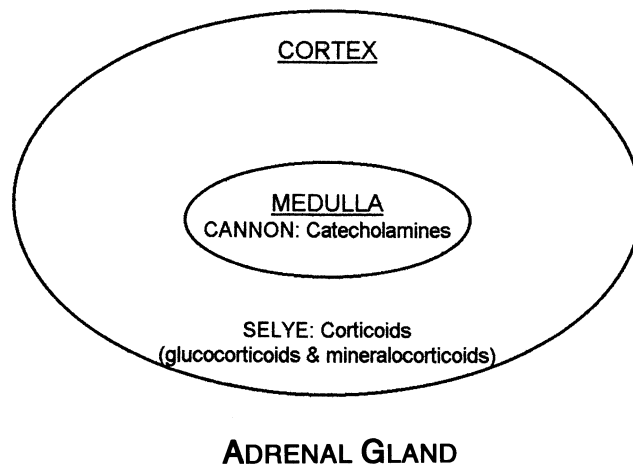 CORTEX
MEDULLA
CANNON: Catecholamines
SELYE: Corticoids
(glucocorticoids & mineralocorticoids)
ADRENAL GLAND